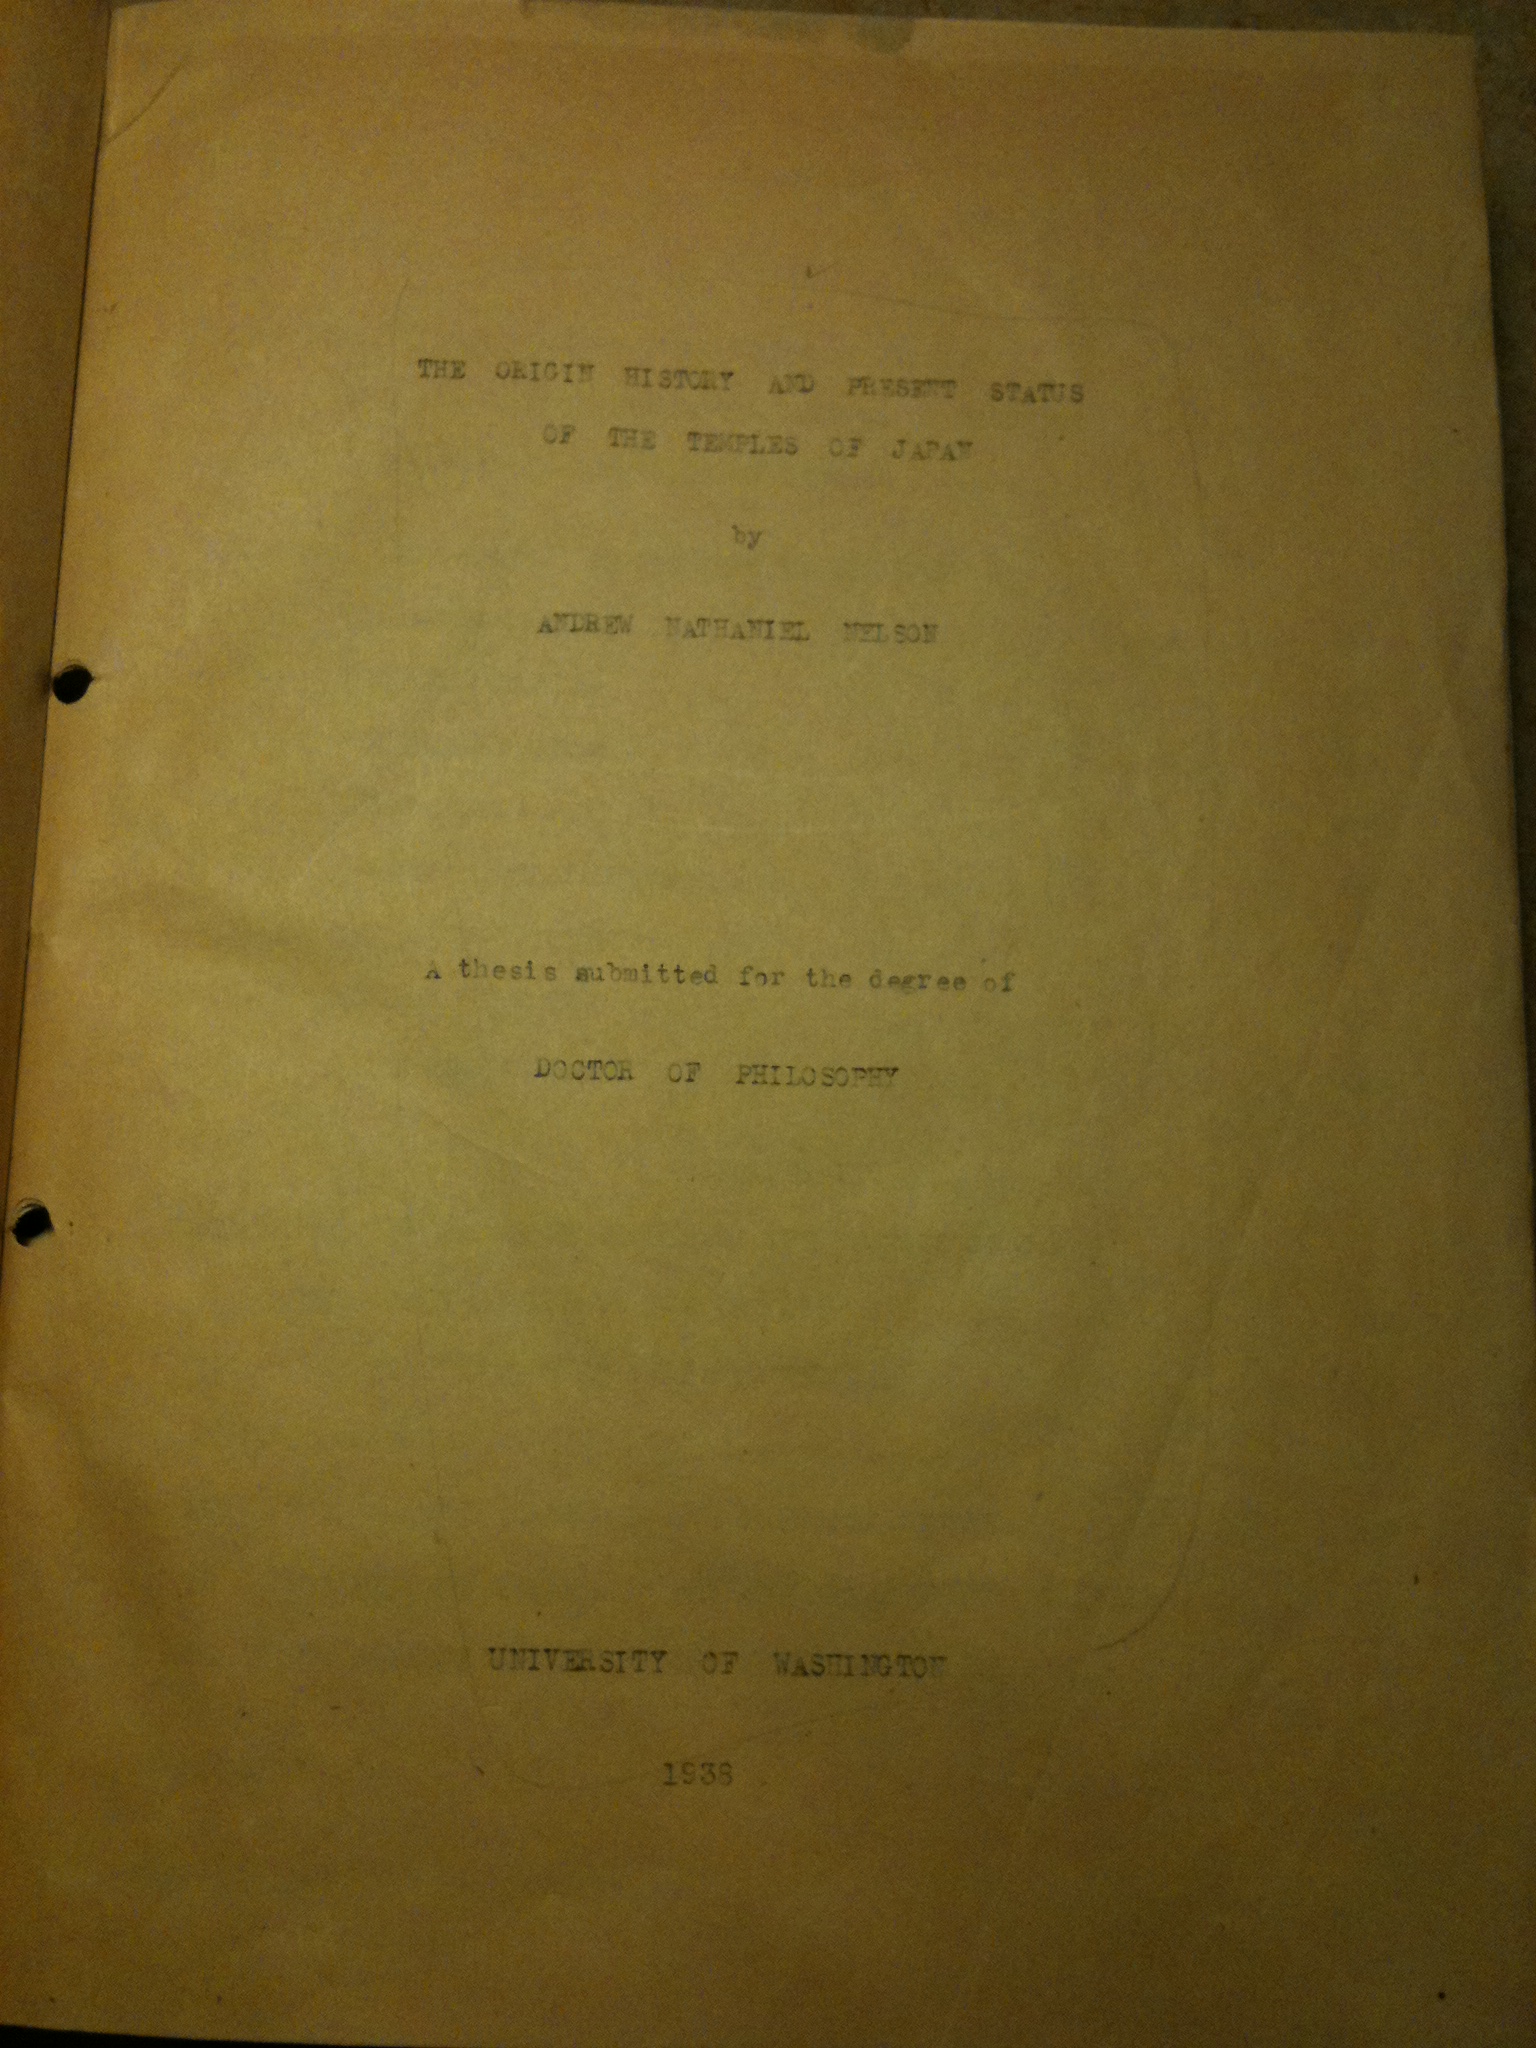 THE ORIGIN HISTORY AND PRESENT STATUS
OF THE TEMPLES OF JAPAN
by
ANDREW NATHANIEL NELSON
A thesis submitted for the degree of
DOCTOR OF PHILOSOPHY
UNIVERSITY OF WASHINGTON
1938